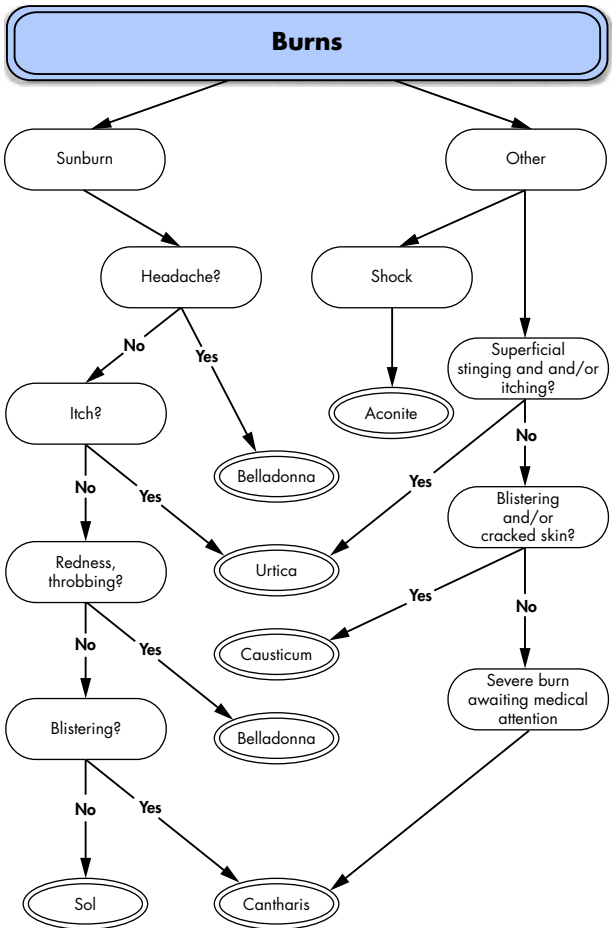 Burns
Sunburn
Other
Headache?
Shock
No
Yes
Superficial
stinging and and/or
itching?
Itch?
Aconite
No
Belladonna
Yes
No
Yes
Blistering
and/or
cracked skin?
Redness,
throbbing?
Urtica
Yes
No
Causticum
No
Yes
Severe burn
awaiting medical
attention
Blistering?
Belladonna
No
Yes
Sol
Cantharis